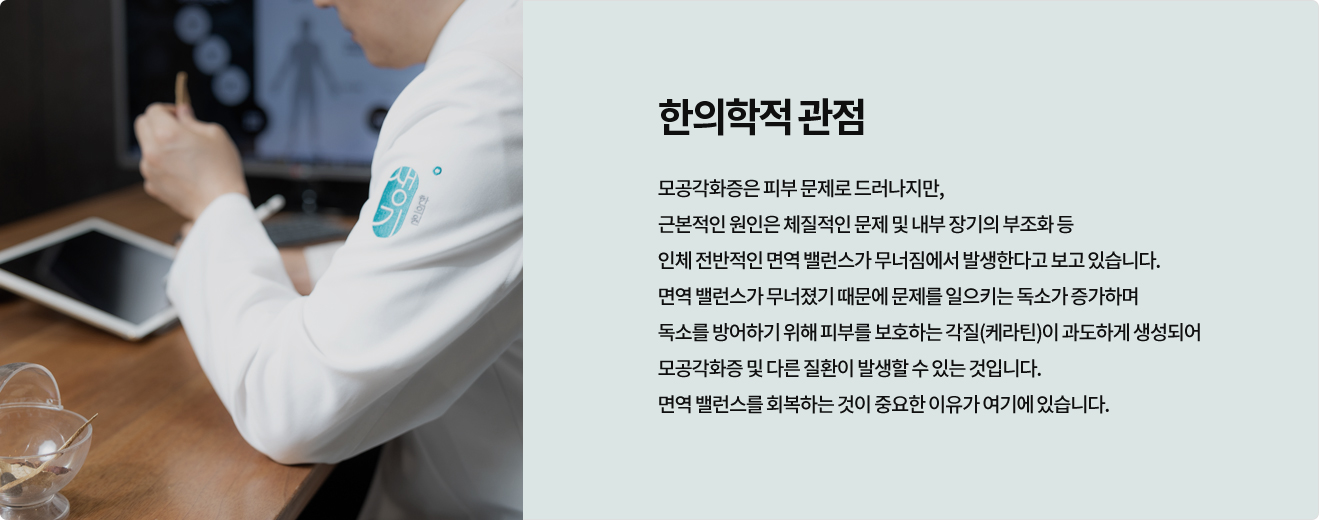 한의학적 관점
모공각화증은 피부 문제로 드러나지만,
근본적인 원인은 체질적인 문제 및 내부 장기의 부조화 등
인체 전반적인 면역 밸런스가 무너짐에서 발생한다고 보고 있습니다.
면역 밸런스가 무너졌기 때문에 문제를 일으키는 독소가 증가하며
독소를 방어하기 위해 피부를 보호하는 각질(케라틴)이 과도하게 생성되어
모공각화증 및 다른 질환이 발생할 수 있는 것입니다.
면역 밸런스를 회복하는 것이 중요한 이유가 여기에 있습니다.